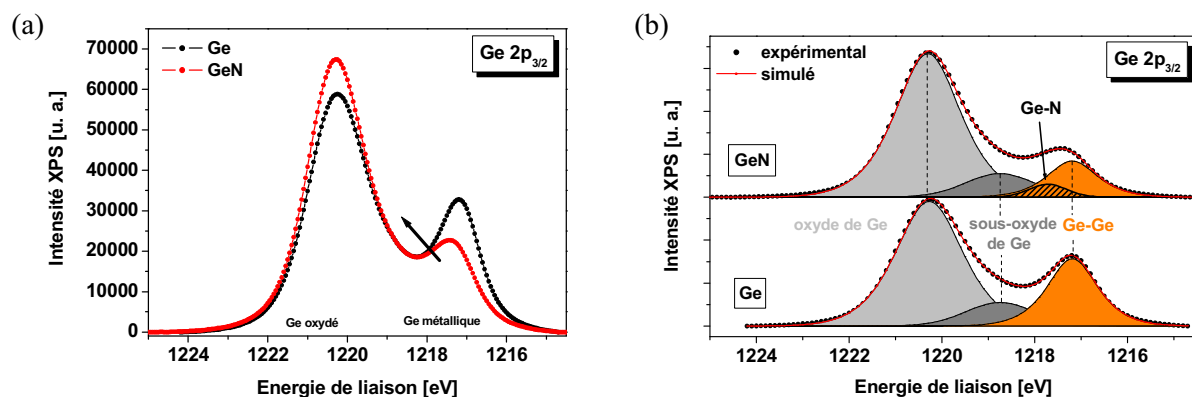 (a)
Ge
GeN
Ge 2p3/2
70000
60000
50000
40000
30000
20000
10000
0
Intensité XPS [u. a.]
Ge oxydé
Ge métallique
1224 1222 1220 1218 1216
Energie de liaison [eV]
(b)
expérimental
simulé
Ge 2p3/2
Ge-N
GeN
Intensité XPS [u. a.]
oxyde de Ge
sous-oxyde
de Ge
Ge-Ge
Ge
1224 1222 1220 1218 1216
Energie de liaison [eV]